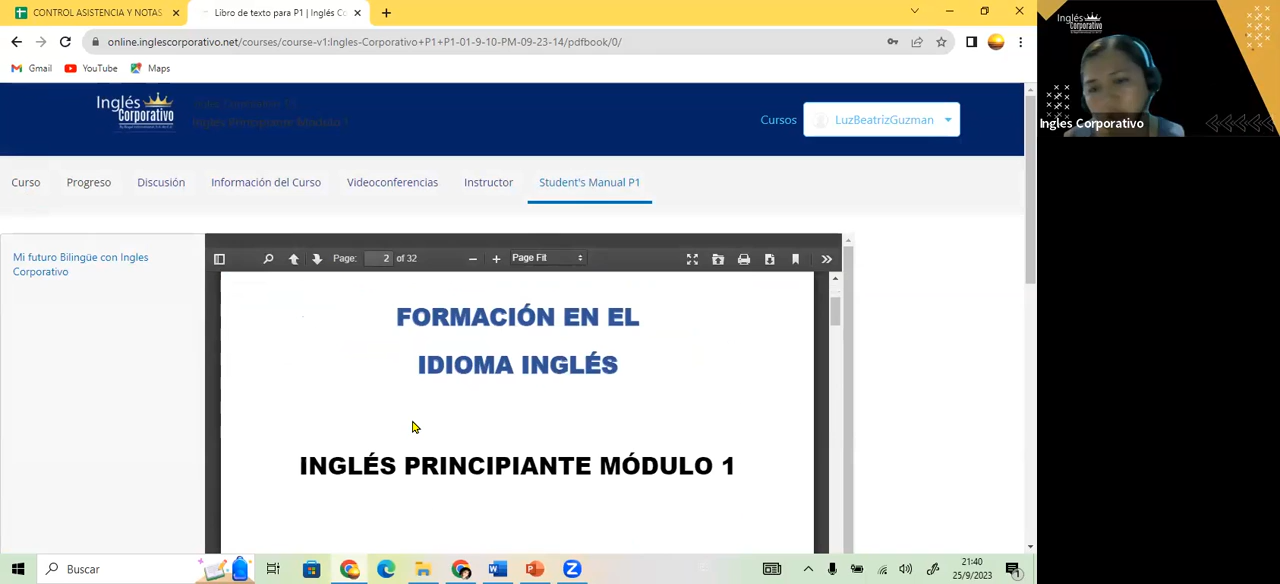 CONTROL ASISTENCIA Y NOTAS
Libro de texto para P1 | Inglés Co
online.inglescorporativo.net/courses/course-v1:Ingles-Corporativo+P1+P1-01-9-10-PM-09-23-14/pdfbook/0/
Gmail YouTube Maps
Inglés Corporativo
Inglés Principiante Módulo 1
Cursos LuzBeatrizGuzman
Curso Progreso Discusión Información del Curso Videoconferencias Instructor Student's Manual P1
Mi futuro Bilingüe con Ingles
Corporativo
Page: 2 of 32 Page Fit
FORMACIÓN EN EL
IDIOMA INGLÉS
INGLÉS PRINCIPIANTE MÓDULO 1
Inglés Corporativo
Ingles Corporativo
Buscar
21:40
25/9/2023